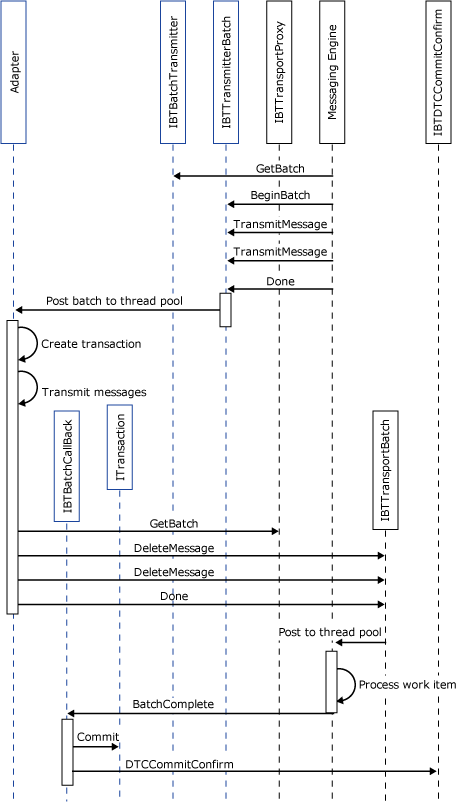 Adapter
IBTBatchTransmitter
IBTTransmitterBatch
IBTTransportProxy
Messaging Engine
IBTDTCCommitConfirm
GetBatch
BeginBatch
TransmitMessage
TransmitMessage
Done
Post batch to thread pool
Create transaction
Transmit messages
IBTBatchCallBack
ITransaction
IBTTransportBatch
GetBatch
DeleteMessage
DeleteMessage
Done
Post to thread pool
Process work item
BatchComplete
Commit
DTCCommitConfirm